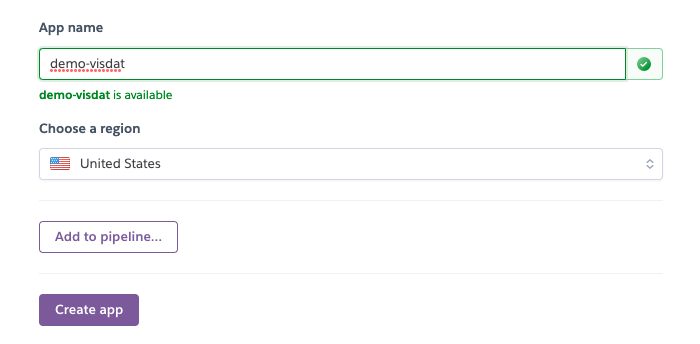 App name
demo-visdat
demo-visdat is available
Choose a region
United States
Add to pipeline...
Create app